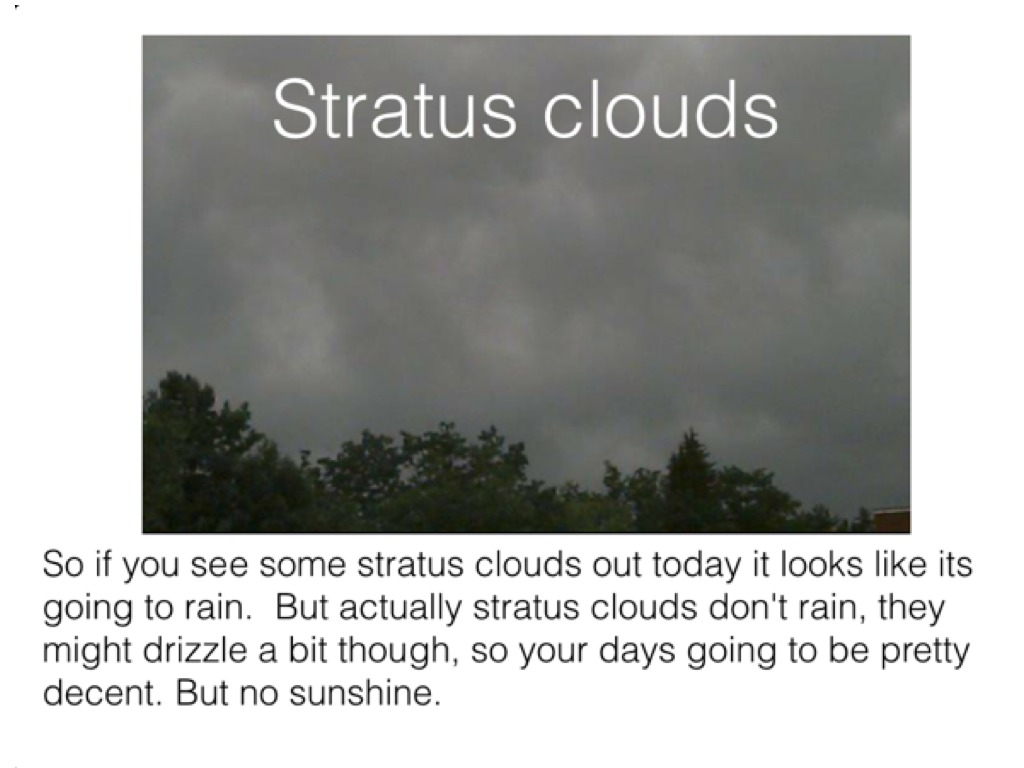 Stratus clouds
So if you see some stratus clouds out today it looks like its
going to rain.  But actually stratus clouds don't rain, they
might drizzle a bit though, so your days going to be pretty
decent. But no sunshine.